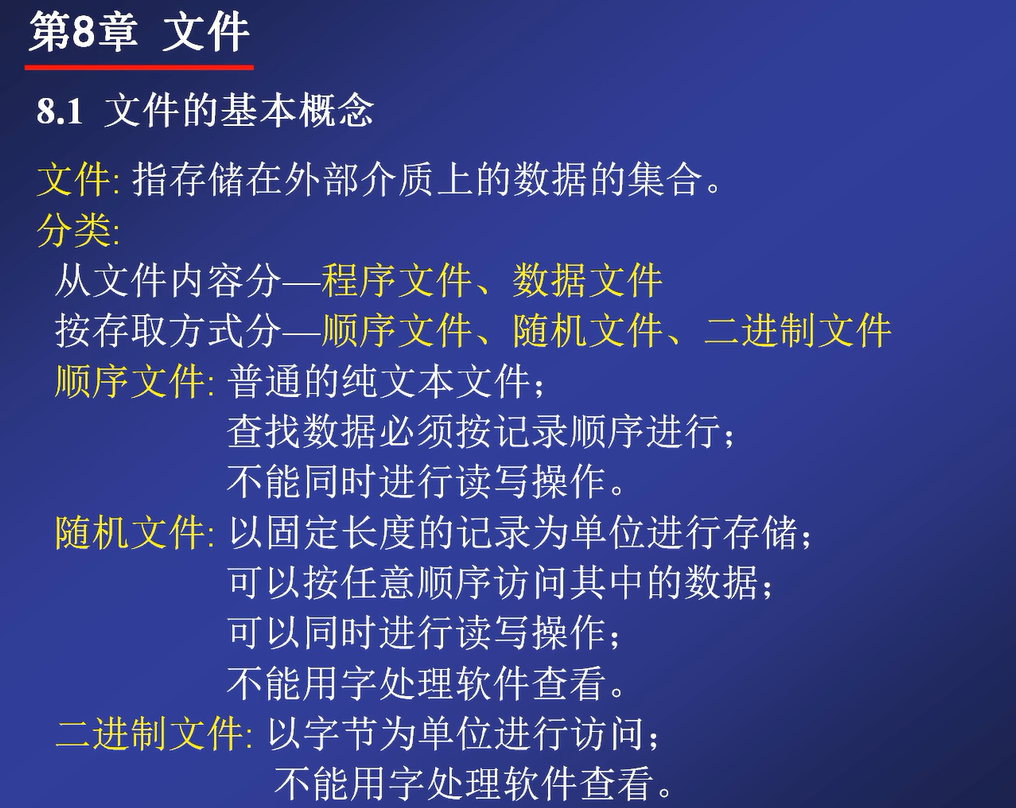 第8章 文件
8.1 文件的基本概念
文件: 指存储在外部介质上的数据的集合。
分类:
从文件内容分—程序文件、数据文件
按存取方式分—顺序文件、随机文件、二进制文件
顺序文件: 普通的纯文本文件；
查找数据必须按记录顺序进行；
不能同时进行读写操作。
随机文件: 以固定长度的记录为单位进行存储；
可以按任意顺序访问其中的数据；
可以同时进行读写操作；
不能用字处理软件查看。
二进制文件: 以字节为单位进行访问；
不能用字处理软件查看。